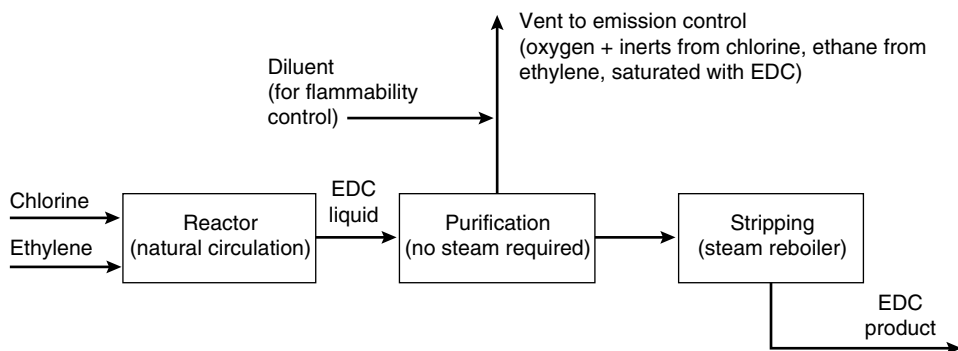 Vent to emission control
(oxygen + inerts from chlorine, ethane from
ethylene, saturated with EDC)
Diluent
(for flammability
control)
Chlorine
Ethylene
Reactor
(natural circulation)
EDC
liquid
Purification
(no steam required)
Stripping
(steam reboiler)
EDC
product